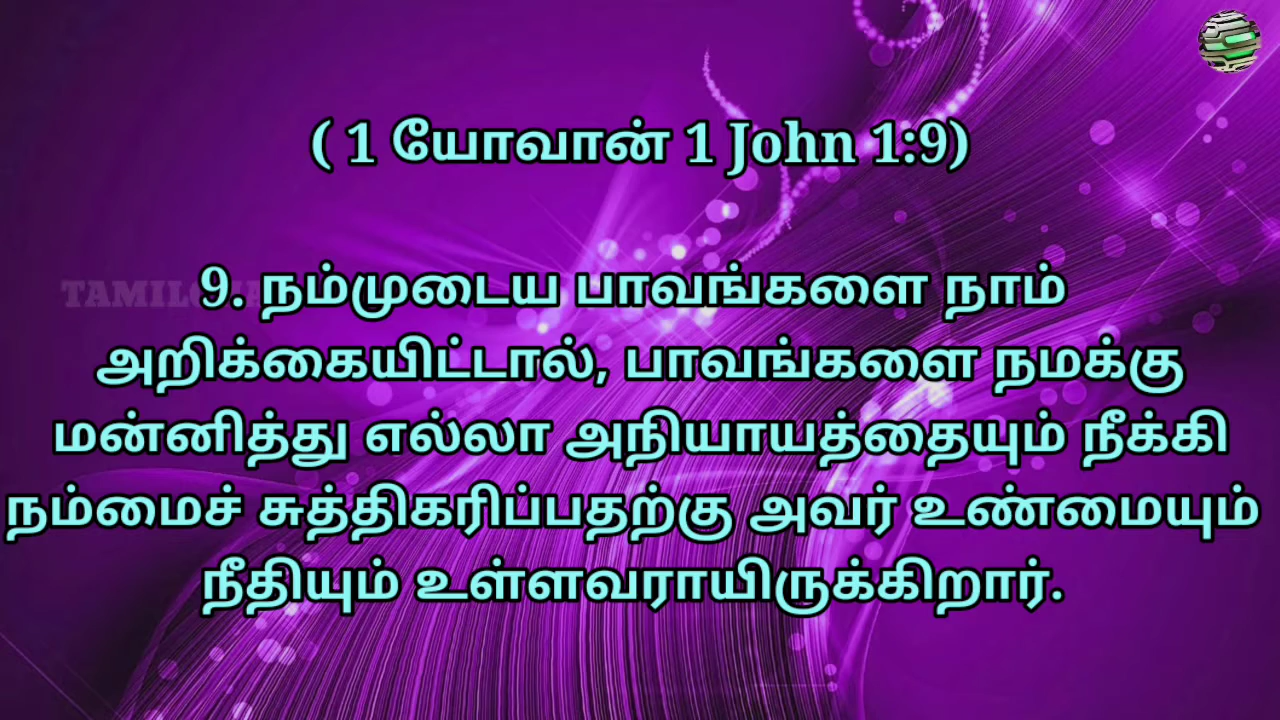 ( 1 யோவான் 1 John 1:9)
9. நம்முடைய பாவங்களை நாம்
அறிக்கையிட்டால், பாவங்களை நமக்கு
மன்னித்து எல்லா அநியாயத்தையும் நீக்கி
நம்மைச் சுத்திகரிப்பதற்கு அவர் உண்மையும்
நீதியும் உள்ளவராயிருக்கிறார்.